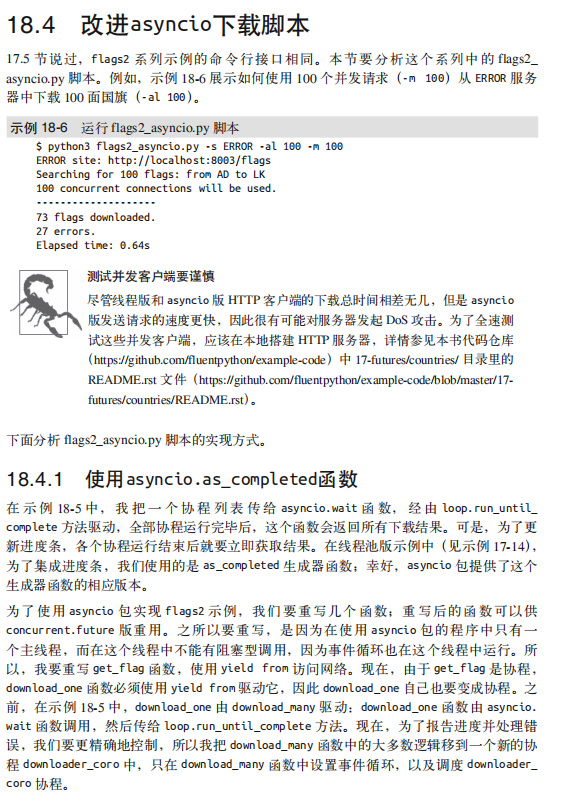 18.4 改进asyncio下载脚本
17.5 节说过，flags2 系列示例的命令行接口相同。本节要分析这个系列中的 flags2_
asyncio.py 脚本。例如，示例 18-6 展示如何使用 100 个并发请求（-m 100）从 ERROR 服务
器中下载 100 面国旗（-al 100）。
示例 18-6 运行 flags2_asyncio.py 脚本
$ python3 flags2_asyncio.py -s ERROR -al 100 -m 100
ERROR site: http://localhost:8003/flags
Searching for 100 flags: from AD to LK
100 concurrent connections will be used.
--------------------
73 flags downloaded.
27 errors.
Elapsed time: 0.64s
测试并发客户端要谨慎
尽管线程版和 asyncio 版 HTTP 客户端的下载总时间相差无几，但是 asyncio
版发送请求的速度更快，因此很有可能对服务器发起 DoS 攻击。为了全速测
试这些并发客户端，应该在本地搭建 HTTP 服务器，详情参见本书代码仓库
（https://github.com/fluentpython/example-code）中 17-futures/countries/ 目录里的
README.rst 文件（https://github.com/fluentpython/example-code/blob/master/17-
futures/countries/README.rst）。
下面分析 flags2_asyncio.py 脚本的实现方式。
18.4.1 使用asyncio.as_completed函数
在示例 18-5 中，我把一个协程列表传给 asyncio.wait 函数，经由 loop.run_until_
complete 方法驱动，全部协程运行完毕后，这个函数会返回所有下载结果。可是，为了更
新进度条，各个协程运行结束后就要立即获取结果。在线程池版示例中（见示例 17-14），
为了集成进度条，我们使用的是 as_completed 生成器函数；幸好，asyncio 包提供了这个
生成器函数的相应版本。
为了使用 asyncio 包实现 flags2 示例，我们要重写几个函数；重写后的函数可以供
concurrent.future 版重用。之所以要重写，是因为在使用 asyncio 包的程序中只有一
个主线程，而在这个线程中不能有阻塞型调用，因为事件循环也在这个线程中运行。所
以，我要重写 get_flag 函数，使用 yield from 访问网络。现在，由于 get_flag 是协程，
download_one 函数必须使用 yield from 驱动它，因此 download_one 自己也要变成协程。之
前，在示例 18-5 中，download_one 由 download_many 驱动：download_one 函数由 asyncio.
wait 函数调用，然后传给 loop.run_until_complete 方法。现在，为了报告进度并处理错
误，我们要更精确地控制，所以我把 download_many 函数中的大多数逻辑移到一个新的协
程 downloader_coro 中，只在 download_many 函数中设置事件循环，以及调度 downloader_
coro 协程。